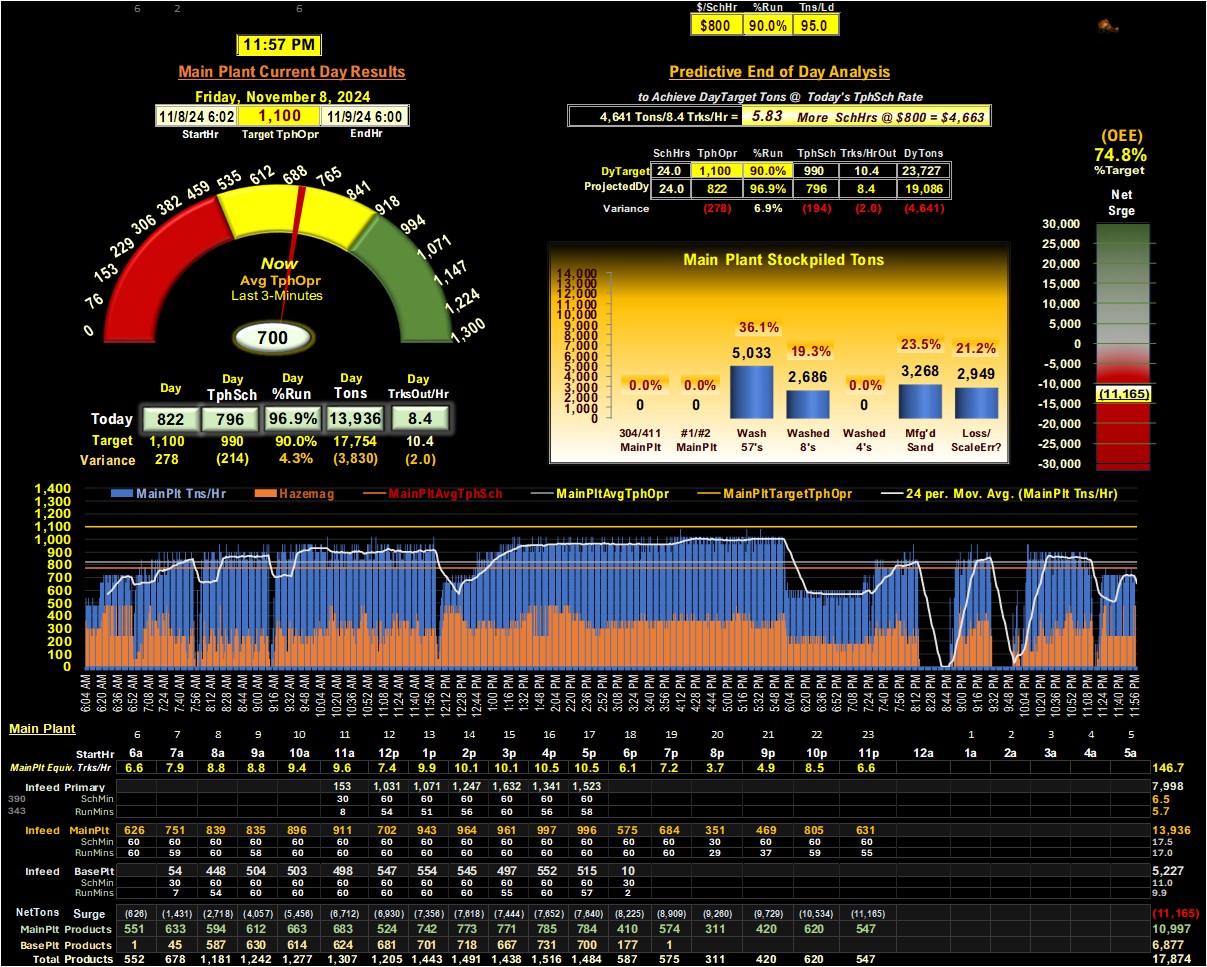 6 2 6
$/SchHr %Run Tns/Ld
$800 90.0% 95.0
11:57 PM
Main Plant Current Day Results
Friday, November 8, 2024
11/8/24 6:02 1,100 11/9/24 6:00
StartHr Target TphOpr EndHr
0 76 153 229 306 382 459 535 612 688 765 841 918 994 1,071 1,147 1,224 1,300
Now
Avg TphOpr
Last 3-Minutes
700
Day Day Day Day Day
TphSch %Run Tons TrksOut/Hr
Today 822 796 96.9% 13,936 8.4
Target 1,100 990 90.0% 17,754 10.4
Variance 278 (214) 4.3% (3,830) (2.0)
Predictive End of Day Analysis
to Achieve DayTarget Tons @ Today's TphSch Rate
4,641 Tons/8.4 Trks/Hr = 5.83 More SchHrs @ $800 = $4,663
SchHrs TphOpr %Run TphSch Trks/HrOut DyTons
DyTarget 24.0 1,100 90.0% 990 10.4 23,727
ProjectedDy 24.0 822 96.9% 796 8.4 19,086
Variance (278) 6.9% (194) (2.0) (4,641)
(OEE)
74.8%
%Target
Net
Srge
30,000
25,000
20,000
15,000
10,000
5,000
0
-5,000
-10,000
(11,165)
-15,000
-20,000
-25,000
-30,000
Main Plant Stockpiled Tons
14,000
13,000
12,000
11,000
10,000
9,000
8,000
7,000
6,000
5,000
4,000
3,000
2,000
1,000
0
0.0% 0.0% 36.1% 19.3% 0.0% 23.5% 21.2%
0 0 5,033 2,686 0 3,268 2,949
304/411 #1/#2 Wash Washed Washed Mfg'd Loss/
MainPlt MainPlt 57's 8's 4's Sand ScaleErr?
MainPlt Tns/Hr Hazemag MainPltAvgTphSch MainPltAvgTphOpr MainPltTargetTphOpr 24 per. Mov. Avg. (MainPlt Tns/Hr)
1,400
1,300
1,200
1,100
1,000
900
800
700
600
500
400
300
200
100
0
6:04 AM 6:20 AM 6:36 AM 6:52 AM 7:08 AM 7:24 AM 7:40 AM 7:56 AM 8:12 AM 8:28 AM 8:44 AM 9:00 AM 9:16 AM 9:32 AM 9:48 AM 10:04 AM 10:20 AM 10:36 AM 10:52 AM 11:08 AM 11:24 AM 11:40 AM 11:56 AM 12:12 PM 12:28 PM 12:44 PM 1:00 PM 1:16 PM 1:32 PM 1:48 PM 2:04 PM 2:20 PM 2:36 PM 2:52 PM 3:08 PM 3:24 PM 3:40 PM 3:56 PM 4:12 PM 4:28 PM 4:44 PM 5:00 PM 5:16 PM 5:32 PM 5:48 PM 6:04 PM 6:20 PM 6:36 PM 6:52 PM 7:08 PM 7:24 PM 7:40 PM 7:56 PM 8:12 PM 8:28 PM 8:44 PM 9:00 PM 9:16 PM 9:32 PM 9:48 PM 10:04 PM 10:20 PM 10:36 PM 10:52 PM 11:08 PM 11:24 PM 11:40 PM 11:56 PM
Main Plant 6 7 8 9 10 11 12 13 14 15 16 17 18 19 20 21 22 23 1 2 3 4 5
StartHr 6a 7a 8a 9a 10a 11a 12p 1p 2p 3p 4p 5p 6p 7p 8p 9p 10p 11p 12a 1a 2a 3a 4a 5a
MainPlt Equiv. Trks/Hr 6.6 7.9 8.8 8.8 9.4 9.6 7.4 9.9 10.1 10.1 10.5 10.5 6.1 7.2 3.7 4.9 8.5 6.6 146.7
Infeed Primary 153 1,031 1,071 1,247 1,632 1,341 1,523 7,998
390 SchMin 30 60 60 60 60 60 60 6.5
343 RunMins 8 54 51 56 60 56 58 5.7
Infeed MainPlt 626 751 839 835 896 911 702 943 964 961 997 996 575 684 351 469 805 631 13,936
SchMin 60 60 60 60 60 60 60 60 60 60 60 60 60 60 30 60 60 60 17.5
RunMins 60 59 60 58 60 60 60 60 60 60 60 60 60 60 29 37 59 55 17.0
Infeed BasePlt 54 448 504 503 498 547 554 545 497 552 515 10 5,227
SchMin 30 60 60 60 60 60 60 60 60 60 60 30 11.0
RunMins 7 54 60 60 60 60 60 60 55 60 57 2 9.9
NetTons Surge (626) (1,431) (2,718) (4,057) (5,456) (6,712) (6,930) (7,356) (7,618) (7,444) (7,652) (7,640) (8,225) (8,909) (9,260) (9,729) (10,534) (11,165) (11,165)
MainPlt Products 551 633 594 612 663 683 524 742 773 771 785 784 410 574 311 420 620 547 10,997
BasePlt Products 1 45 587 630 614 624 681 701 718 667 731 700 177 1 6,877
Total Products 552 678 1,181 1,242 1,277 1,307 1,205 1,443 1,491 1,438 1,516 1,484 587 575 311 420 620 547 17,874